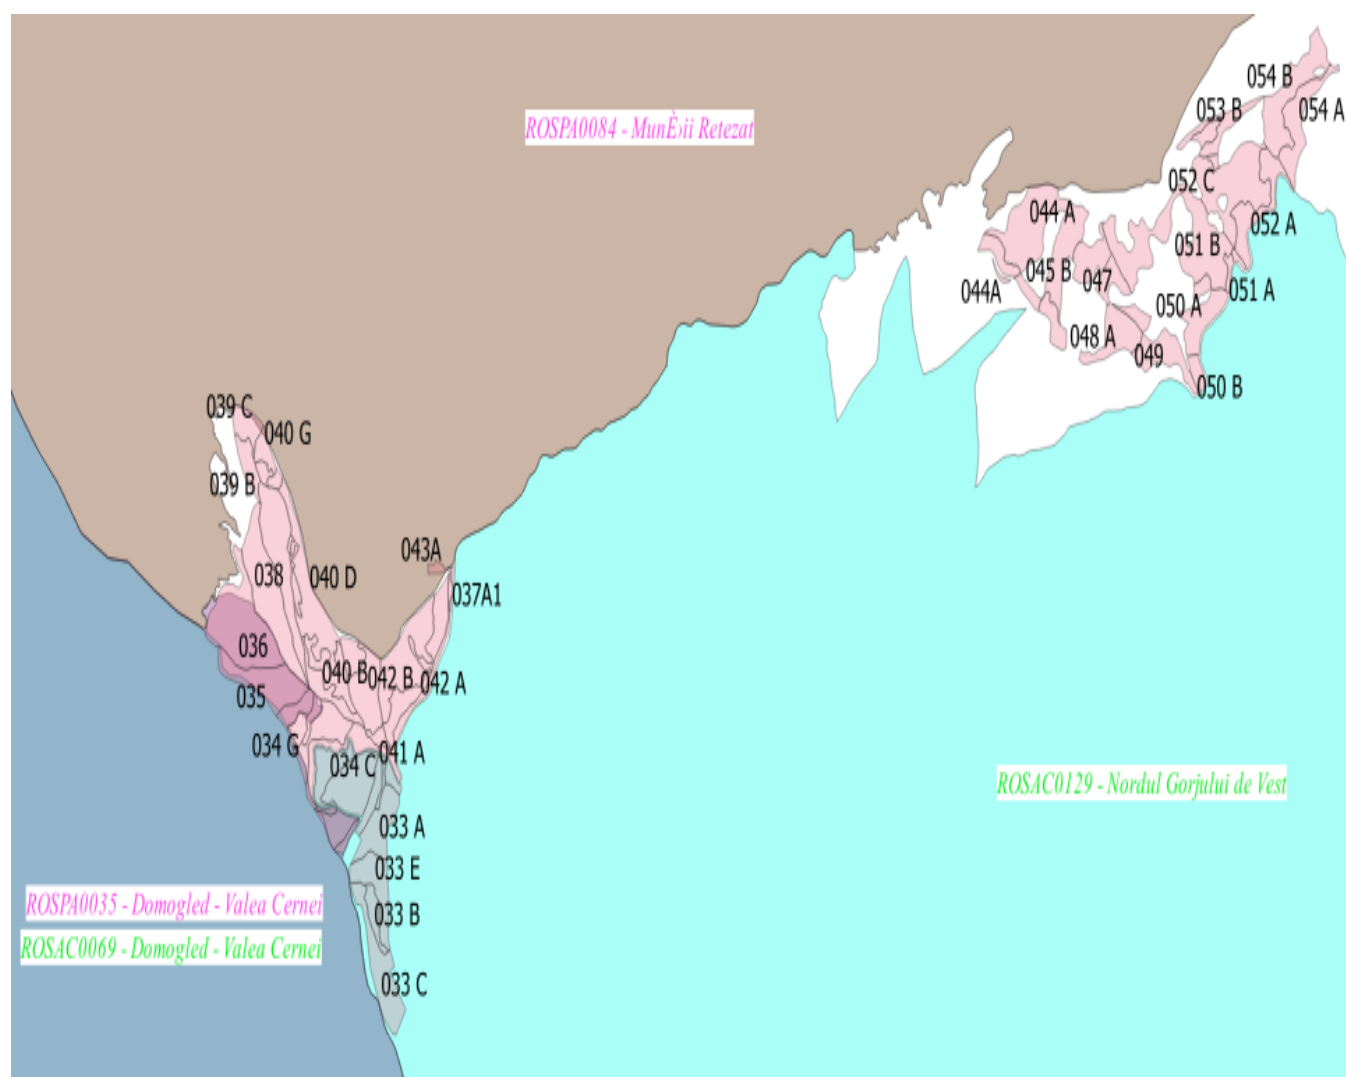 054 B
053 B
054 A
ROSPA0084 - MunÈ›ii Retezat
052 C
044 A
052 A
051 B
045 B
047
044A
051 A
050 A
048 A
049
050 B
039 C
040 G
039 B
043A
038
040 D
037A1
036
040 B
042 B
042 A
035
034 G
041 A
034 C
ROSAC0129 - Nordul Gorjului de Vest
033 A
033 E
ROSPA0035 - Domogled - Valea Cernei
033 B
ROSAC0069 - Domogled - Valea Cernei
033 C